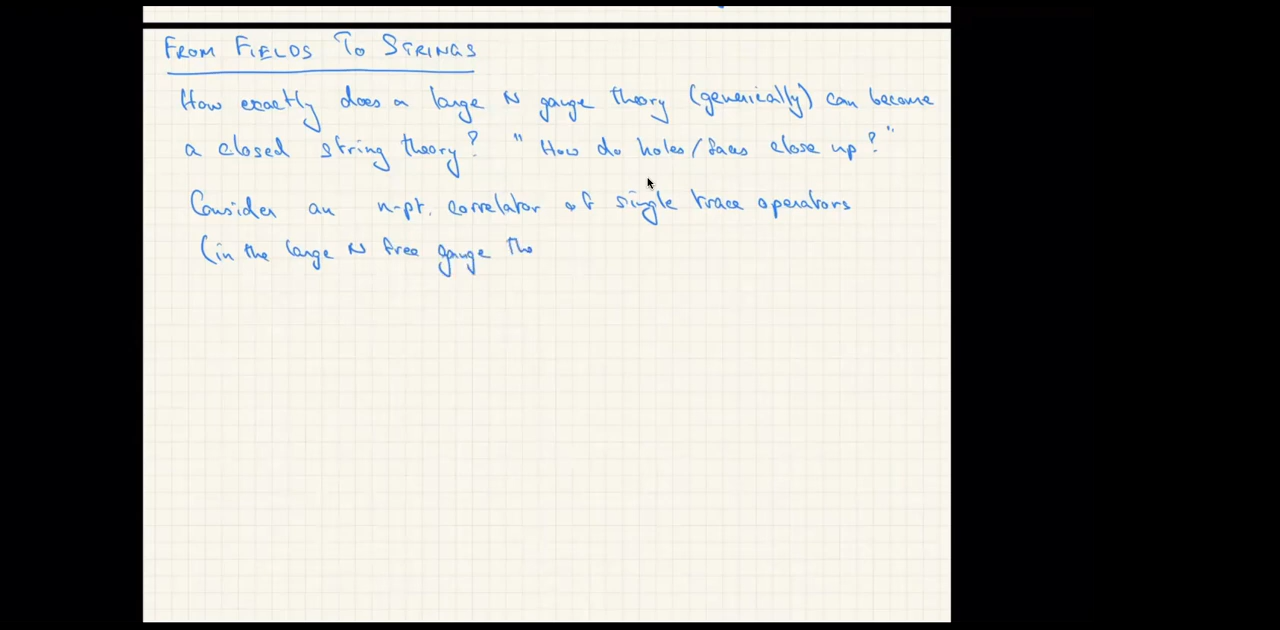 FROM FIELDS TO STRINGS
How exactly does a large N gauge theory (generically) can become
a closed string theory? "How do holes/faces close up?"
Consider an n-pt. correlator of single trace operators
(in the large N free gauge the